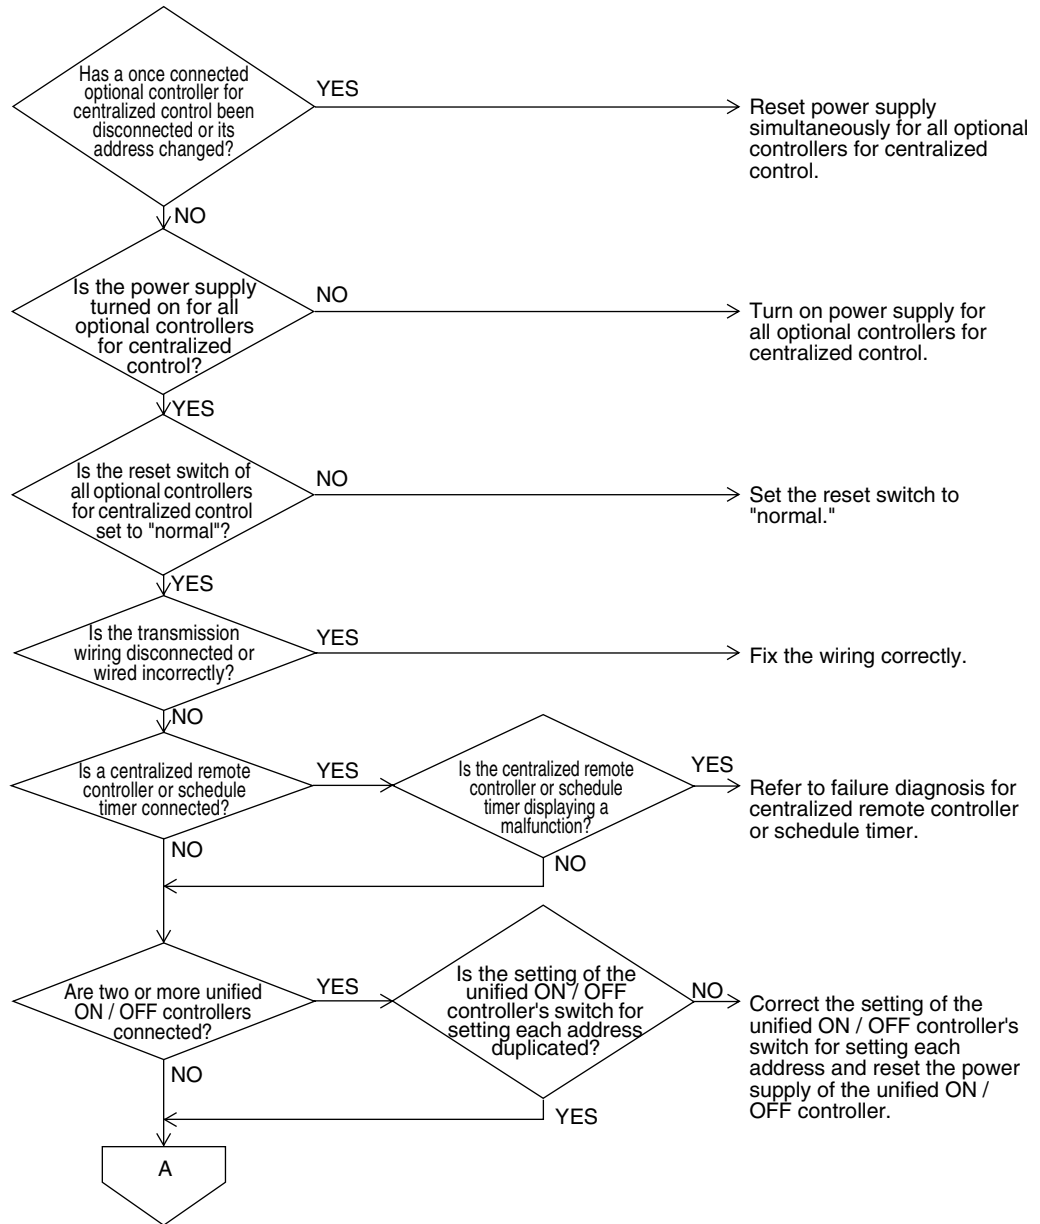 Has a once connected
optional controller for
centralized control been
disconnected or its
address changed?
YES
Reset power supply
simultaneously for all optional
controllers for centralized
control.
NO
Is the power supply
turned on for all
optional controllers
for centralized
control?
NO
Turn on power supply for
all optional controllers for
centralized control.
YES
Is the reset switch of
all optional controllers
for centralized control
set to "normal"?
NO
Set the reset switch to
"normal."
YES
Is the transmission
wiring disconnected or
wired incorrectly?
YES
Fix the wiring correctly.
NO
Is a centralized remote
controller or schedule
timer connected?
YES
Is the centralized remote
controller or schedule
timer displaying a
malfunction?
YES
Refer to failure diagnosis for
centralized remote controller
or schedule timer.
NO
NO
Are two or more unified
ON / OFF controllers
connected?
YES
Is the setting of the
unified ON / OFF
controller's switch for
setting each address
duplicated?
NO
Correct the setting of the
unified ON / OFF controller's
switch for setting each
address and reset the power
supply of the unified ON /
OFF controller.
NO
YES
A